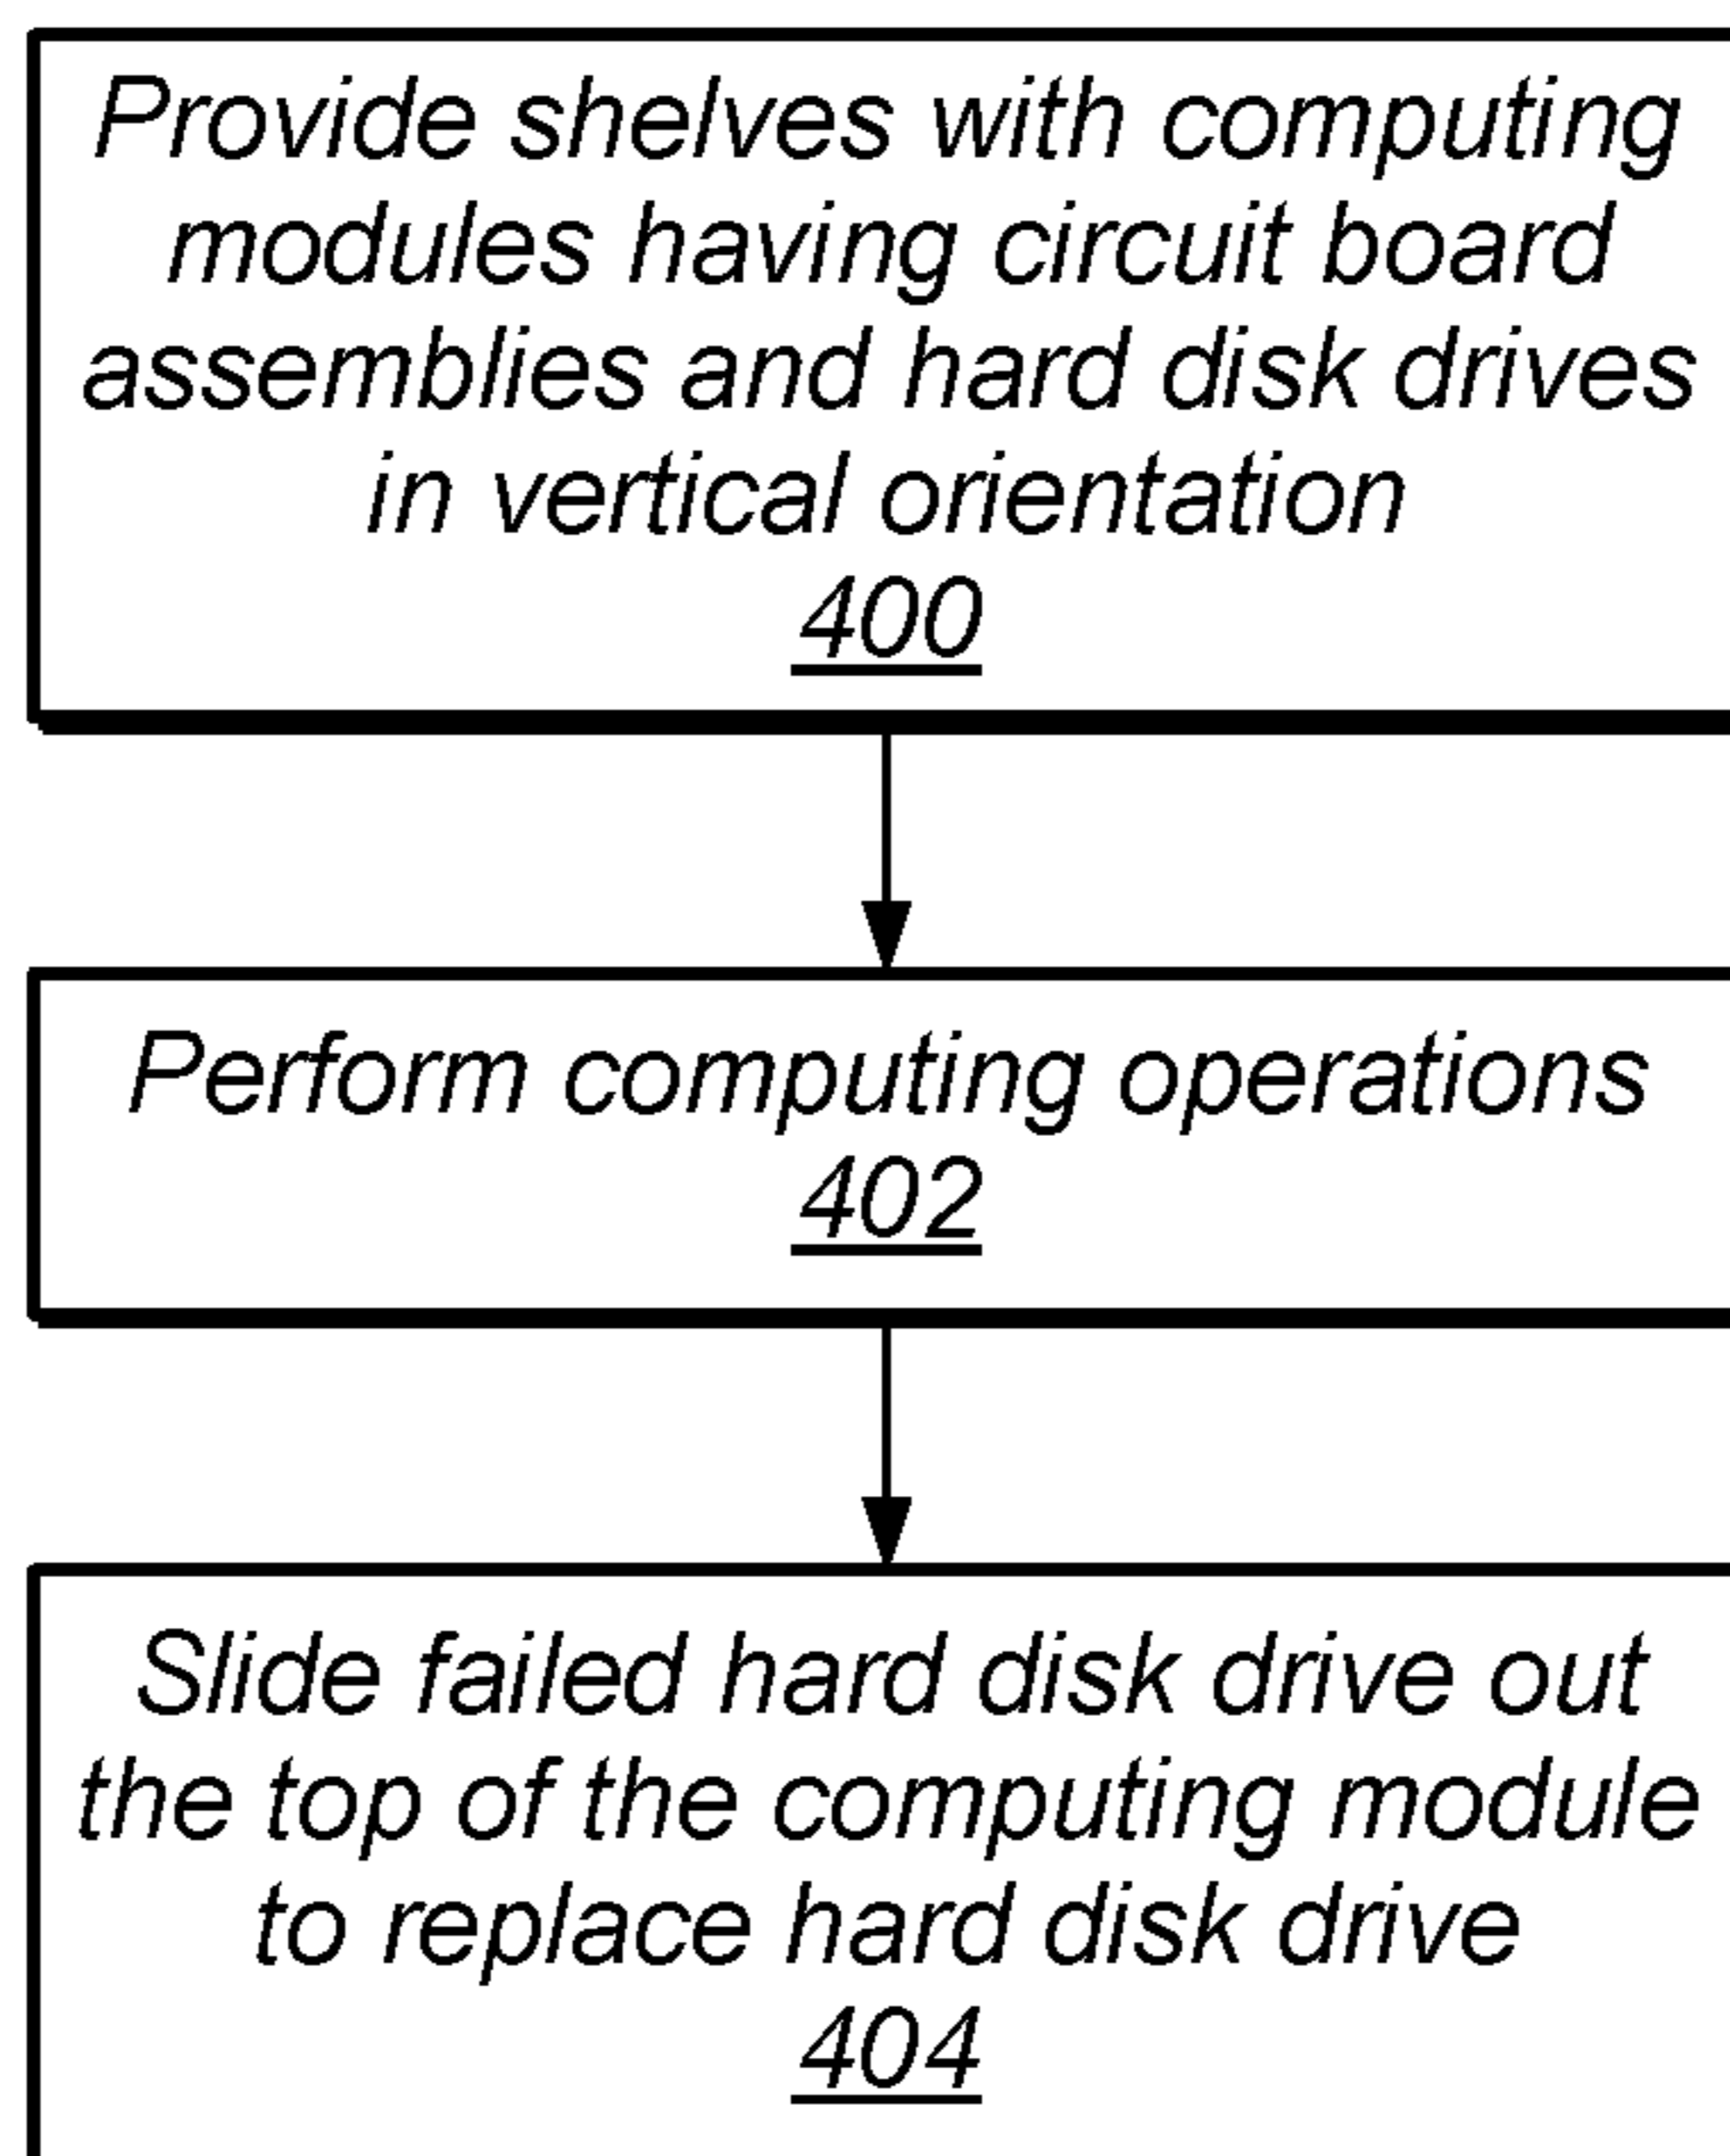 Provide shelves with computing
modules having circuit board
assemblies and hard disk drives
in vertical orientation
400
Perform computing operations
402
Slide failed hard disk drive out
the top of the computing module
to replace hard disk drive
404